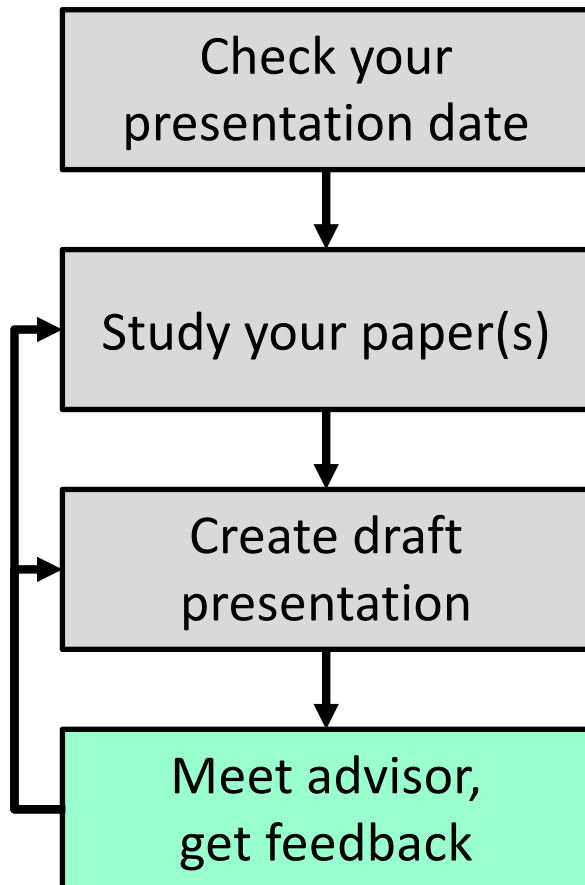 Check your
presentation date
Study your paper(s)
Create draft
presentation
Meet advisor,
get feedback